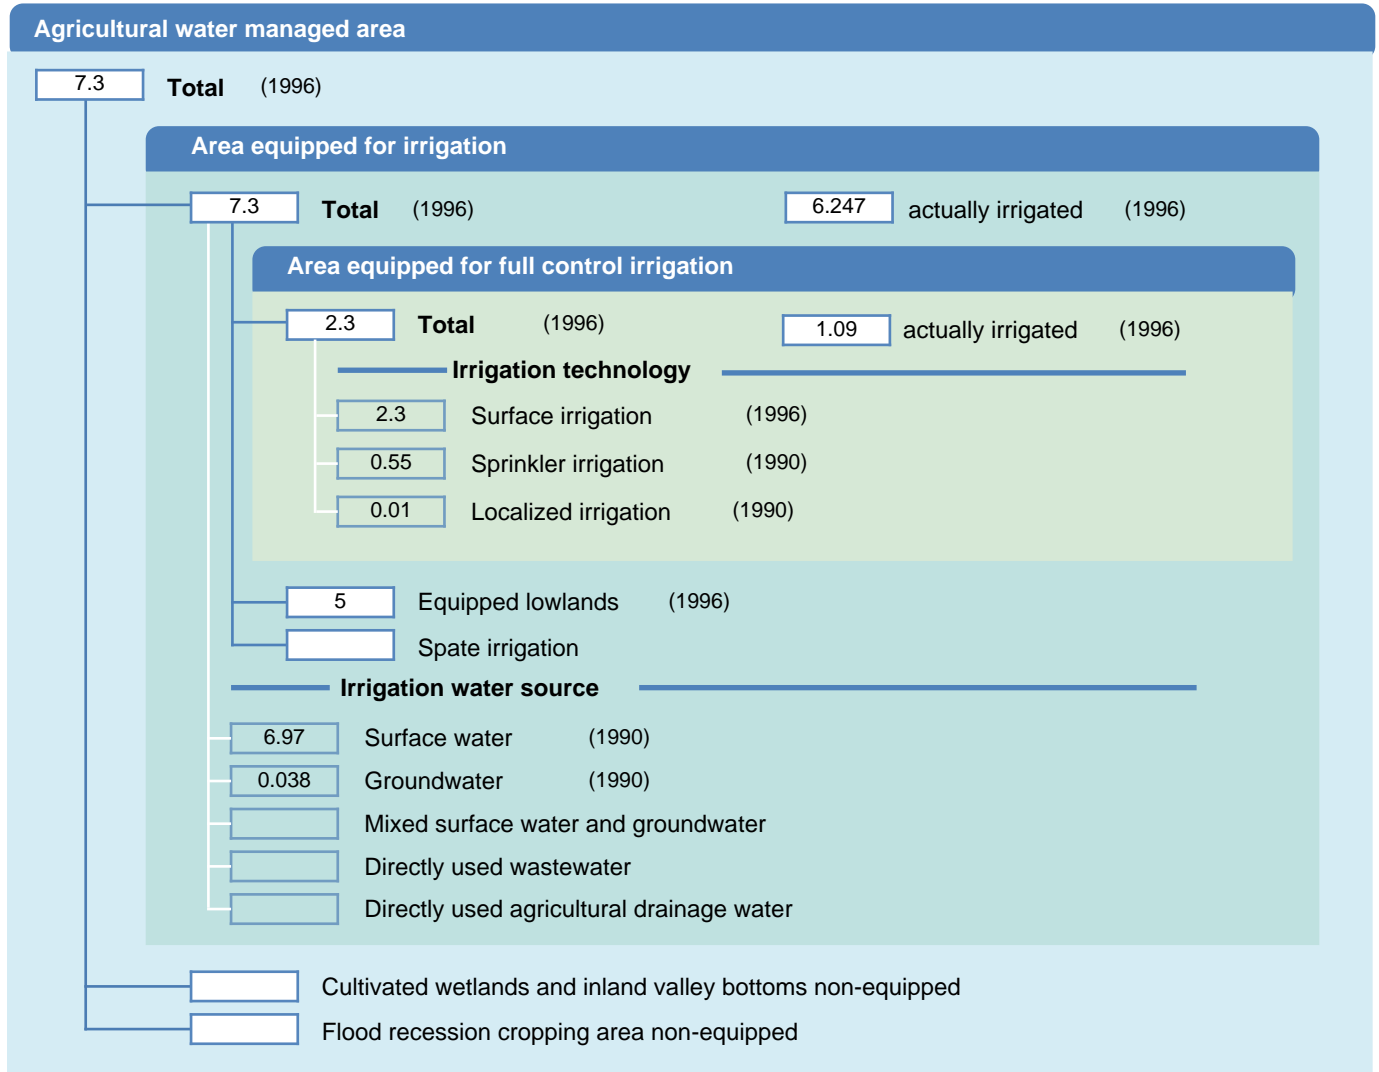 Agricultural water managed area
7.3 Total (1996)
Area equipped for irrigation
7.3 Total (1996) 6.247 actually irrigated (1996)
Area equipped for full control irrigation
2.3 Total (1996) 1.09 actually irrigated (1996)
Irrigation technology
2.3 Surface irrigation (1996)
0.55 Sprinkler irrigation (1990)
0.01 Localized irrigation (1990)
5 Equipped lowlands (1996)
Spate irrigation
Irrigation water source
6.97 Surface water (1990)
0.038 Groundwater (1990)
Mixed surface water and groundwater
Directly used wastewater
Directly used agricultural drainage water
Cultivated wetlands and inland valley bottoms non-equipped
Flood recession cropping area non-equipped